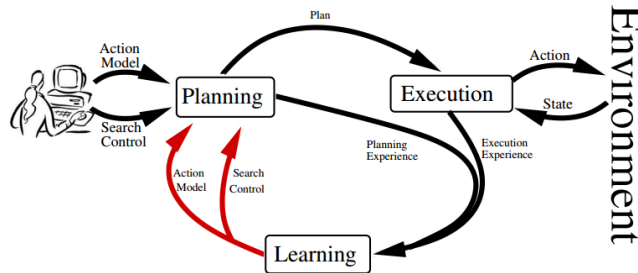 Plan
Action
Model
Planning
Search
Control
Execution
Action
State
Environment
Planning
Experience
Execution
Experience
Action
Model
Search
Control
Learning